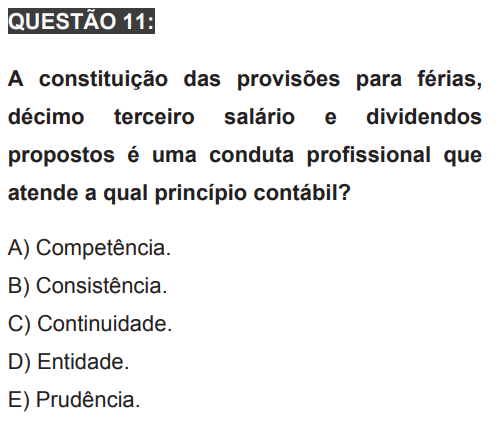 QUESTÃO 11:
A constituição das provisões para férias,
décimo terceiro salário e dividendos
propostos é uma conduta profissional que
atende a qual princípio contábil?
A) Competência.
B) Consistência.
C) Continuidade.
D) Entidade.
E) Prudência.